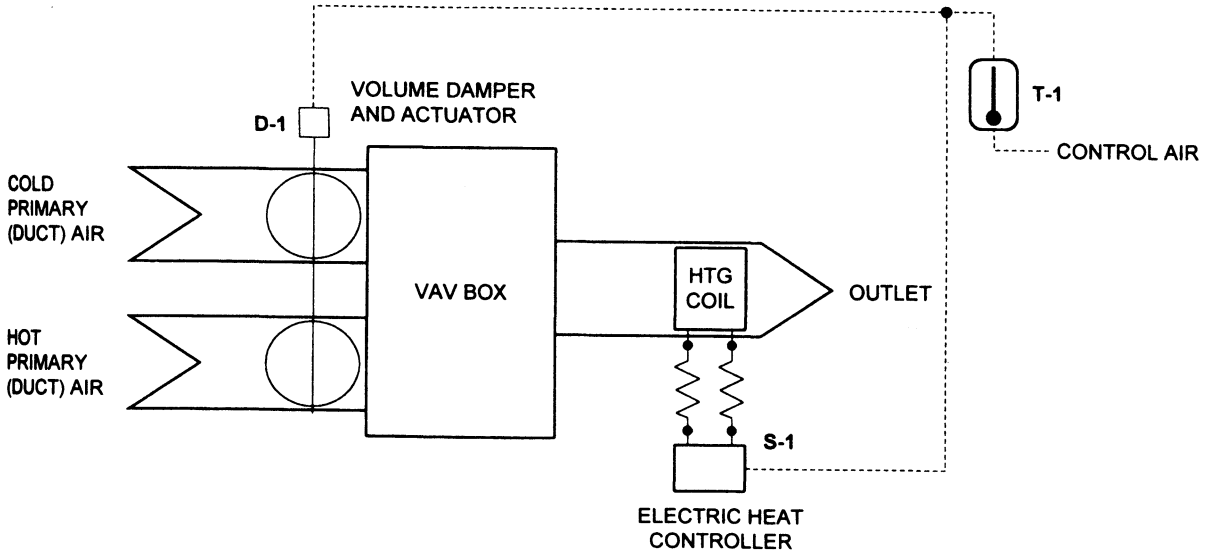 VOLUME DAMPER
AND ACTUATOR
D-1
T-1
CONTROL AIR
COLD
PRIMARY
(DUCT) AIR
VAV BOX
HTG
COIL
OUTLET
HOT
PRIMARY
(DUCT) AIR
S-1
ELECTRIC HEAT
CONTROLLER